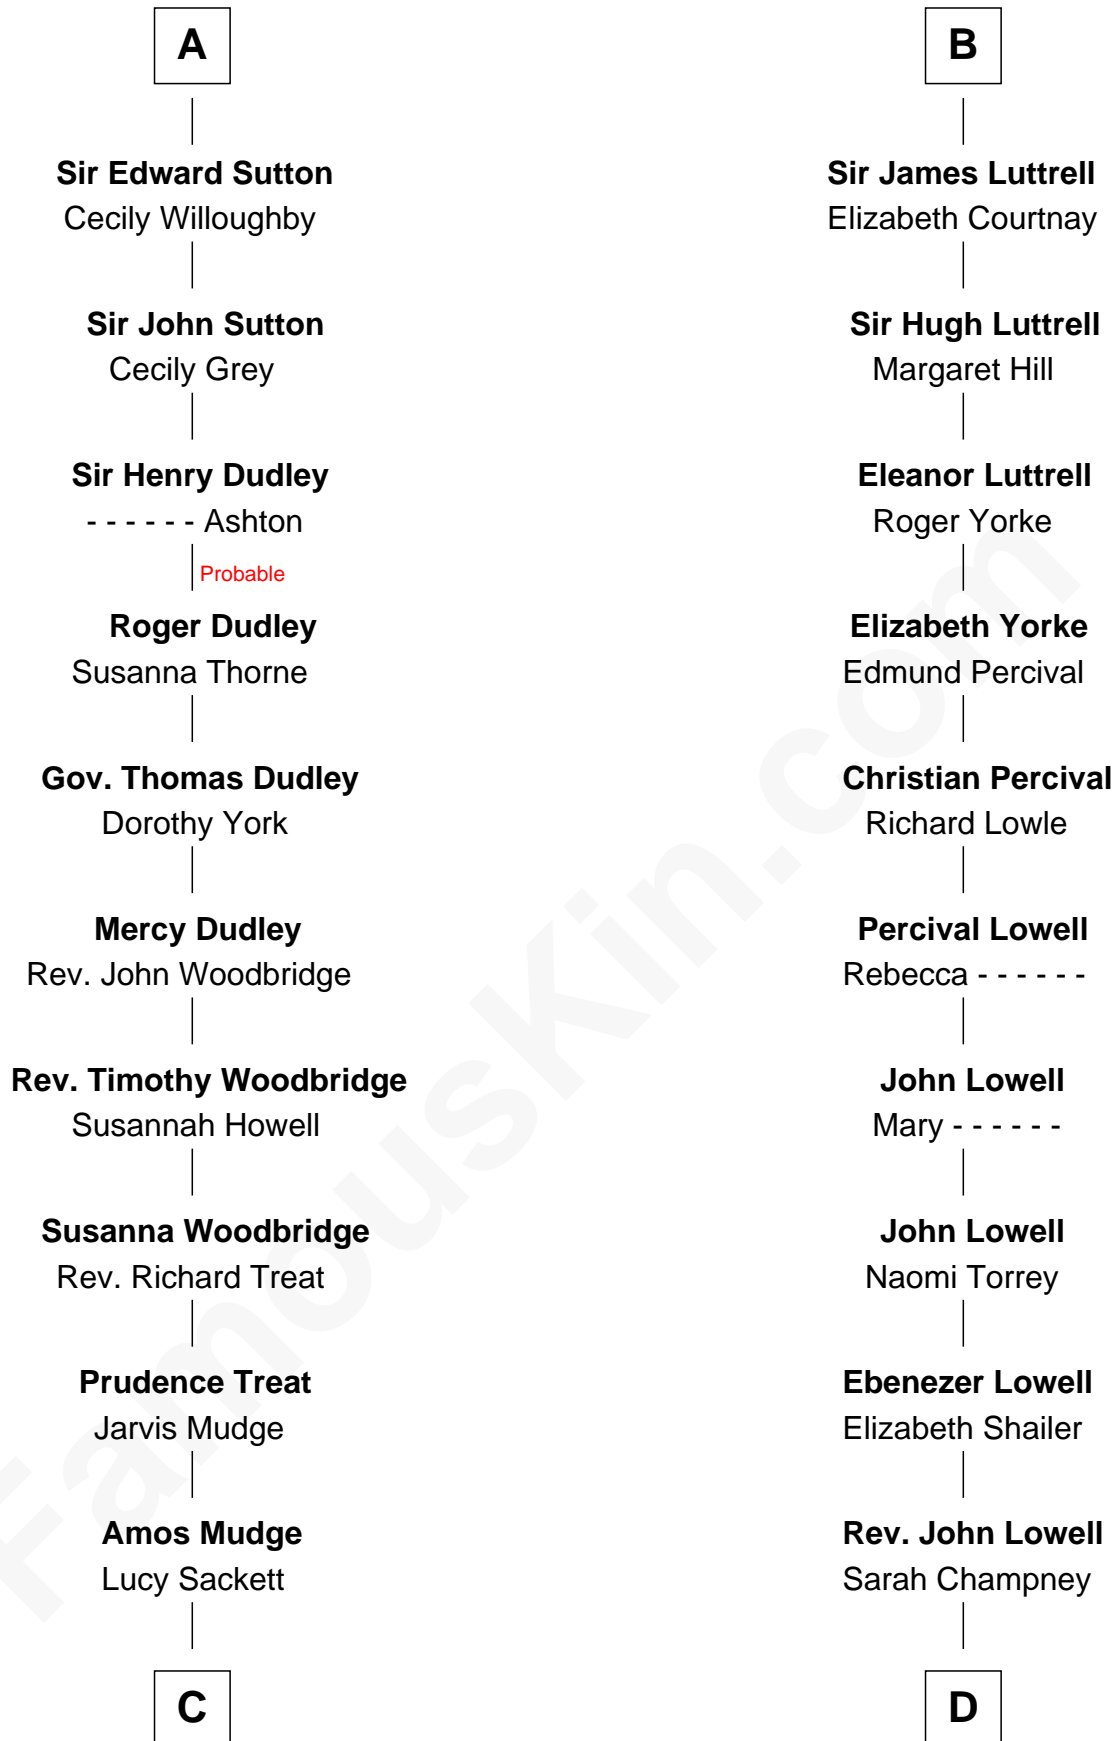 A
B
Sir Edward Sutton
Cecily Willoughby
Sir James Luttrell
Elizabeth Courtnay
Sir John Sutton
Cecily Grey
Sir Hugh Luttrell
Margaret Hill
Sir Henry Dudley
- - - - - - Ashton
Eleanor Luttrell
Roger Yorke
Probable
Roger Dudley
Susanna Thorne
Elizabeth Yorke
Edmund Percival
Gov. Thomas Dudley
Dorothy York
Christian Percival
Richard Lowle
Mercy Dudley
Rev. John Woodbridge
Percival Lowell
Rebecca - - - - - -
Rev. Timothy Woodbridge
Susannah Howell
John Lowell
Mary - - - - - -
Susanna Woodbridge
Rev. Richard Treat
John Lowell
Naomi Torrey
Prudence Treat
Jarvis Mudge
Ebenezer Lowell
Elizabeth Shailer
Amos Mudge
Lucy Sackett
Rev. John Lowell
Sarah Champney
C
D
FamousKin.com